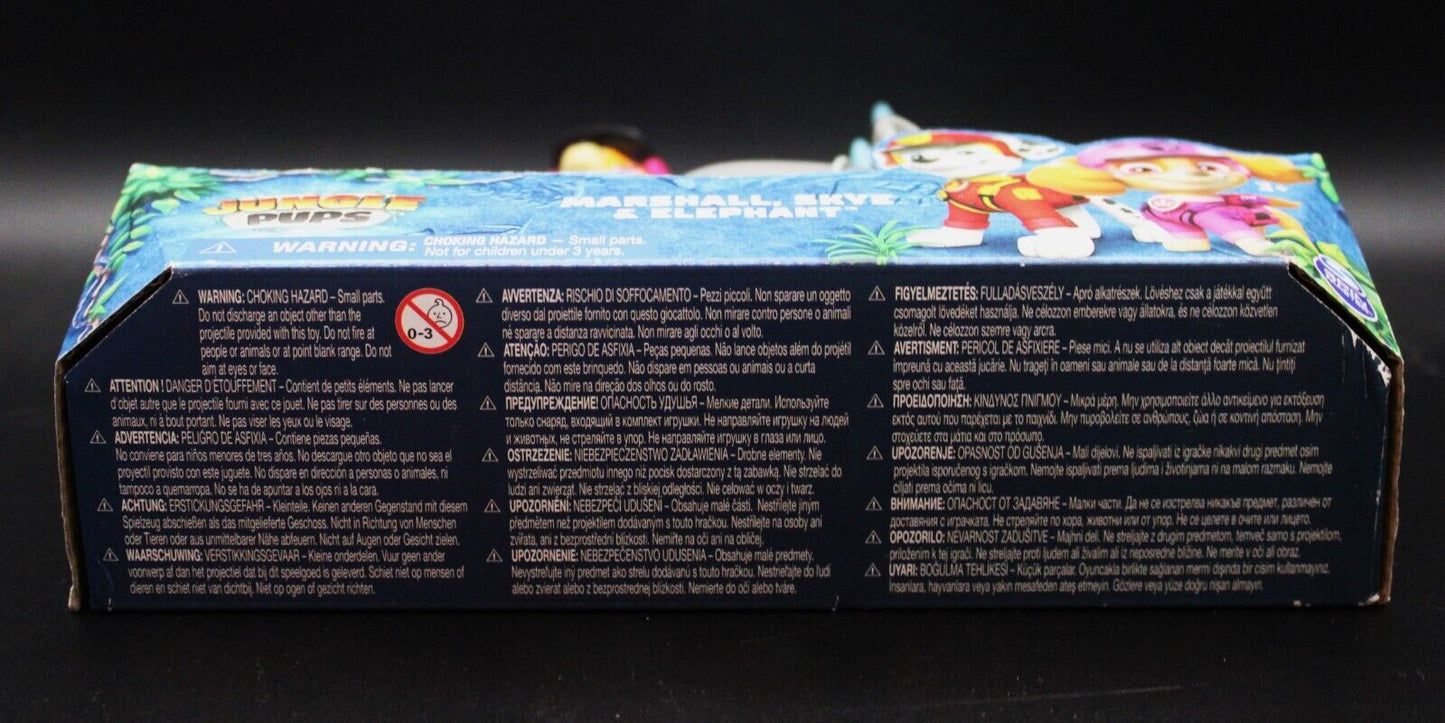 JUNGLE
PUPS
MARSHALL, SKYE
& ELEPHANT™
⚠ WARNING: CHOKING HAZARD — Small parts.
Not for children under 3 years.
⚠ WARNING: CHOKING HAZARD – Small parts.
Do not discharge an object other than the
projectile provided with this toy. Do not fire at
people or animals or at point blank range. Do not
aim at eyes or face.
0-3
⚠ ATTENTION ! DANGER D'ÉTOUFFEMENT – Contient de petits éléments. Ne pas lancer
d'objet autre que le projectile fourni avec ce jouet. Ne pas tirer sur des personnes ou des
animaux, ni à bout portant. Ne pas viser les yeux ou le visage.
⚠ ADVERTENCIA: PELIGRO DE ASFIXIA – Contiene piezas pequeñas.
No conviene para niños menores de tres años. No descargue otro objeto que no sea el
proyectil provisto con este juguete. No dispare en dirección a personas o animales, ni
tampoco a quemarropa. No se ha de apuntar a los ojos ni a la cara.
⚠ ACHTUNG: ERSTICKUNGSGEFAHR – Kleinteile. Keinen anderen Gegenstand mit diesem
Spielzeug abschießen als das mitgelieferte Geschoss. Nicht in Richtung von Menschen
oder Tieren oder aus unmittelbarer Nähe abfeuern. Nicht auf Augen oder Gesicht zielen.
⚠ WAARSCHUWING: VERSTIKKINGSGEVAAR – Kleine onderdelen. Vuur geen ander
voorwerp af dan het projectiel dat bij dit speelgoed is geleverd. Schiet niet op mensen of
dieren en schiet niet van dichtbij. Niet op ogen of gezicht richten.
⚠ AVVERTENZA: RISCHIO DI SOFFOCAMENTO – Pezzi piccoli. Non sparare un oggetto
diverso dal proiettile fornito con questo giocattolo. Non mirare contro persone o animali
né sparare a distanza ravvicinata. Non mirare agli occhi o al volto.
⚠ ATENÇÃO: PERIGO DE ASFIXIA – Peças pequenas. Não lance objetos além do projétil
fornecido com este brinquedo. Não dispare em pessoas ou animais ou a curta
distância. Não mire na direção dos olhos ou do rosto.
⚠ ПРЕДУПРЕЖДЕНИЕ! ОПАСНОСТЬ УДУШЬЯ – Мелкие детали. Используйте
только снаряд, входящий в комплект игрушки. Не направляйте игрушку на людей
и животных, не стреляйте в упор. Не направляйте игрушку в глаза или лицо.
⚠ OSTRZEŻENIE: NIEBEZPIECZEŃSTWO ZADŁAWIENIA – Drobne elementy. Nie
wystrzeliwać przedmiotu innego niż pocisk dostarczony z tą zabawką. Nie strzelać do
ludzi ani zwierząt. Nie strzelać z bliskiej odległości. Nie celować w oczy i twarz.
⚠ UPOZORNĚNÍ: NEBEZPEČÍ UDUŠENÍ – Obsahuje malé části. Nestřílejte jiným
předmětem než projektilem dodávaným s touto hračkou. Nestřílejte na osoby ani
zvířata, ani z bezprostřední blízkosti. Nemiřte na oči ani na obličej.
⚠ UPOZORNENIE: NEBEZPEČENSTVO UDUSENIA – Obsahuje malé predmety.
Nevystreľujte iný predmet ako strelu dodávanú s touto hračkou. Nestrieľajte do ľudí
alebo zvierat alebo z bezprostrednej blízkosti. Nemierte do očí alebo tváre.
⚠ FIGYELMEZTETÉS: FULLADÁSVESZÉLY – Apró alkatrészek. Lövéshez csak a játékkal együtt
csomagolt lövedéket használja. Ne célozzon emberekre vagy állatokra, és ne célozzon közvetlen
közelről. Ne célozzon szemre vagy arcra.
⚠ AVERTISMENT: PERICOL DE ASFIXIERE – Piese mici. A nu se utiliza alt obiect decât proiectilul furnizat
împreună cu această jucărie. Nu trageți în oameni sau animale sau de la distanță foarte mică. Nu țintiți
spre ochi sau față.
⚠ ΠΡΟΕΙΔΟΠΟΙΗΣΗ: ΚΙΝΔΥΝΟΣ ΠΝΙΓΜΟΥ – Μικρά μέρη. Μην χρησιμοποιείτε άλλο αντικείμενο για εκτόξευση
εκτός αυτού που παρέχεται με το παιχνίδι. Μην πυροβολείτε σε ανθρώπους, ζώα ή σε κοντινή απόσταση. Μην
στοχεύετε στα μάτια και στο πρόσωπο.
⚠ UPOZORENJE: OPASNOST OD GUŠENJA – Mali dijelovi. Ne ispaljivati iz igračke nikakvi drugi predmet osim
projektila isporučenog s igračkom. Nemojte ispaljivati prema ljudima i životinjama ni na malom razmaku. Nemojte
ciljati prema očima ni licu.
⚠ ВНИМАНИЕ: ОПАСНОСТ ОТ ЗАДАВЯНЕ – Малки части. Да не се изстрелва никакъв предмет, различен от
доставения с играчката. Не стреляйте по хора, животни или от упор. Не се целете в очите или лицето.
⚠ OPOZORILO: NEVARNOST ZADUŠITVE – Majhni deli. Ne streljajte z drugim predmetom, temveč samo s projektilom,
priloženim k tej igrači. Ne streljajte proti ljudem ali živalim ali iz neposredne bližine. Ne merite v oči ali obraz.
⚠ UYARI: BOĞULMA TEHLİKESİ – Küçük parçalar. Oyuncakla birlikte sağlanan mermi dışında bir cisim kullanmayınız.
İnsanlara, hayvanlara veya yakın mesafeden ateş etmeyin. Gözlere veya yüze doğru nişan almayın.